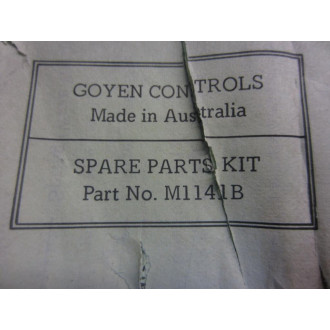 GOYEN CONTROLS
Made in Australia
SPARE PARTS KIT
Part No. M1141B